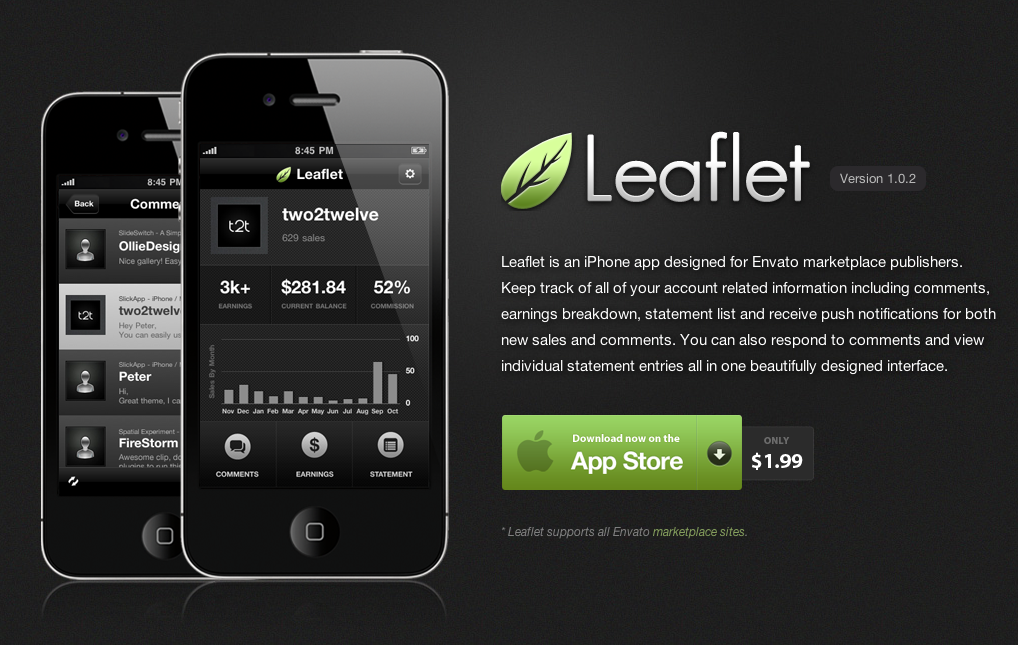 8:45 PM
Back
Comme
SlideSwitch - A Simp
OllieDesig
Nice gallery! Easy
SlickApp - iPhone /
two2twelv
Hey Peter,
You can easily us
SlickApp - iPhone /
Peter
Hi,
Great theme, I ca
Spatial Experiment -
FireStorm
Awesome clip, do
plugins to run thi
8:45 PM
Leaflet
t2t
two2twelve
629 sales
3k+
EARNINGS
$281.84
CURRENT BALANCE
52%
COMMISSION
Sales By Month
100
50
0
Nov Dec Jan Feb Mar Apr May Jun Jul Aug Sep Oct
COMMENTS
EARNINGS
STATEMENT
Leaflet
Version 1.0.2
Leaflet is an iPhone app designed for Envato marketplace publishers.
Keep track of all of your account related information including comments,
earnings breakdown, statement list and receive push notifications for both
new sales and comments. You can also respond to comments and view
individual statement entries all in one beautifully designed interface.
Download now on the
App Store
ONLY
$1.99
* Leaflet supports all Envato marketplace sites.